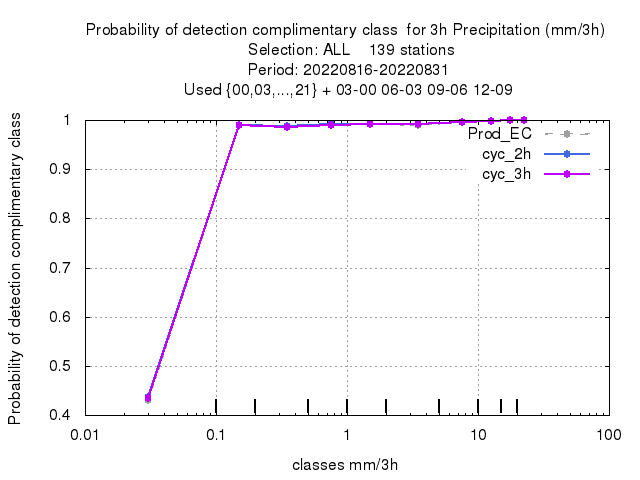 Probability of detection complimentary class  for 3h Precipitation (mm/3h)
Selection: ALL    139 stations
Period: 20220816-20220831
Used {00,03,...,21} + 03-00 06-03 09-06 12-09
Probability of detection complimentary class
1
0.9
0.8
0.7
0.6
0.5
0.4
Prod_EC
cyc_2h
cyc_3h
0.01
0.1
1
10
100
classes mm/3h